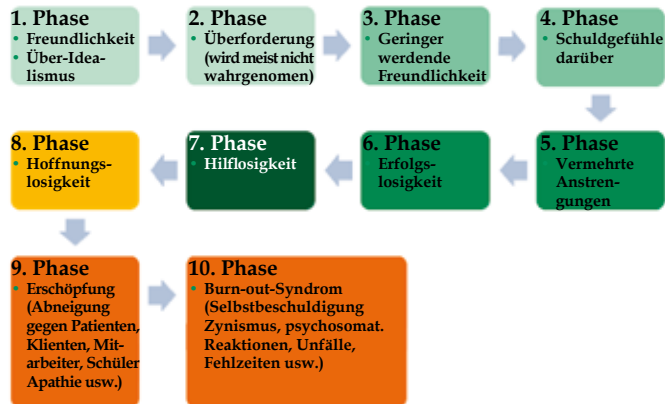 1. Phase
• Freundlichkeit
• Über-Idea-
lismus
2. Phase
• Überforderung
(wird meist nicht
wahrgenomen)
3. Phase
• Geringer
werdende
Freundlichkeit
4. Phase
• Schuldgefühle
darüber
5. Phase
• Vermehrte
Anstren-
gungen
6. Phase
• Erfolgs-
losigkeit
7. Phase
• Hilflosigkeit
8. Phase
• Hoffnungs-
losigkeit
9. Phase
• Erschöpfung
(Abneigung
gegen Patienten,
Klienten, Mit-
arbeiter, Schüler
Apathie usw.)
10. Phase
• Burn-out-Syndrom
(Selbstbeschuldigung
Zynismus, psychosomat.
Reaktionen, Unfälle,
Fehlzeiten usw.)